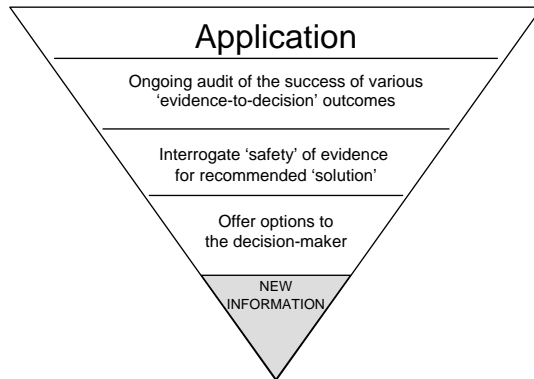 Application
Ongoing audit of the success of various
‘evidence-to-decision’ outcomes
Interrogate ‘safety’ of evidence
for recommended ‘solution’
Offer options to
the decision-maker
NEW
INFORMATION